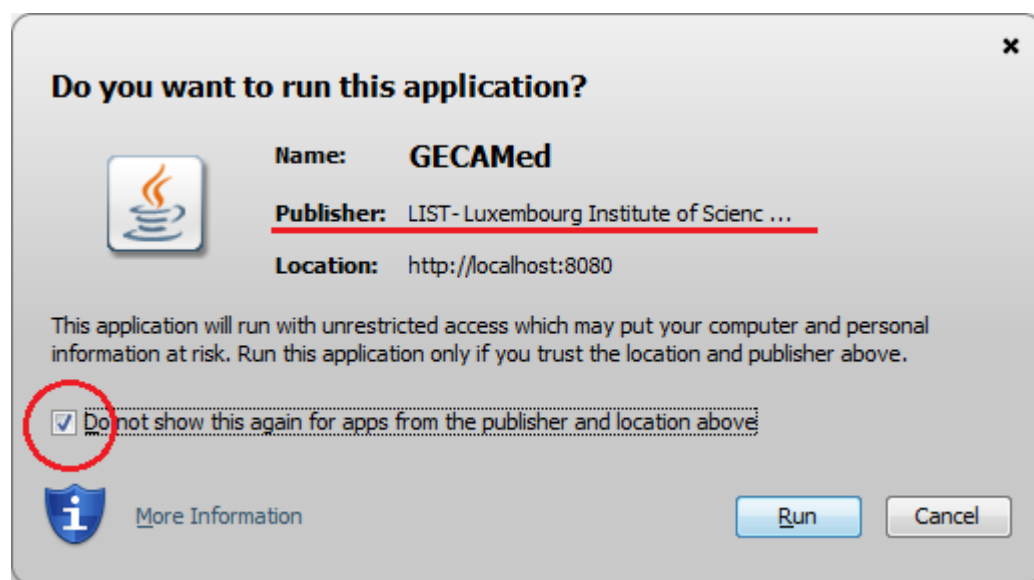 Do you want to run this application?
Name: GECAMed
Publisher: LIST-Luxembourg Institute of Scienc ...
Location: http://localhost:8080
This application will run with unrestricted access which may put your computer and personal
information at risk. Run this application only if you trust the location and publisher above.
Do not show this again for apps from the publisher and location above
More Information
Run
Cancel